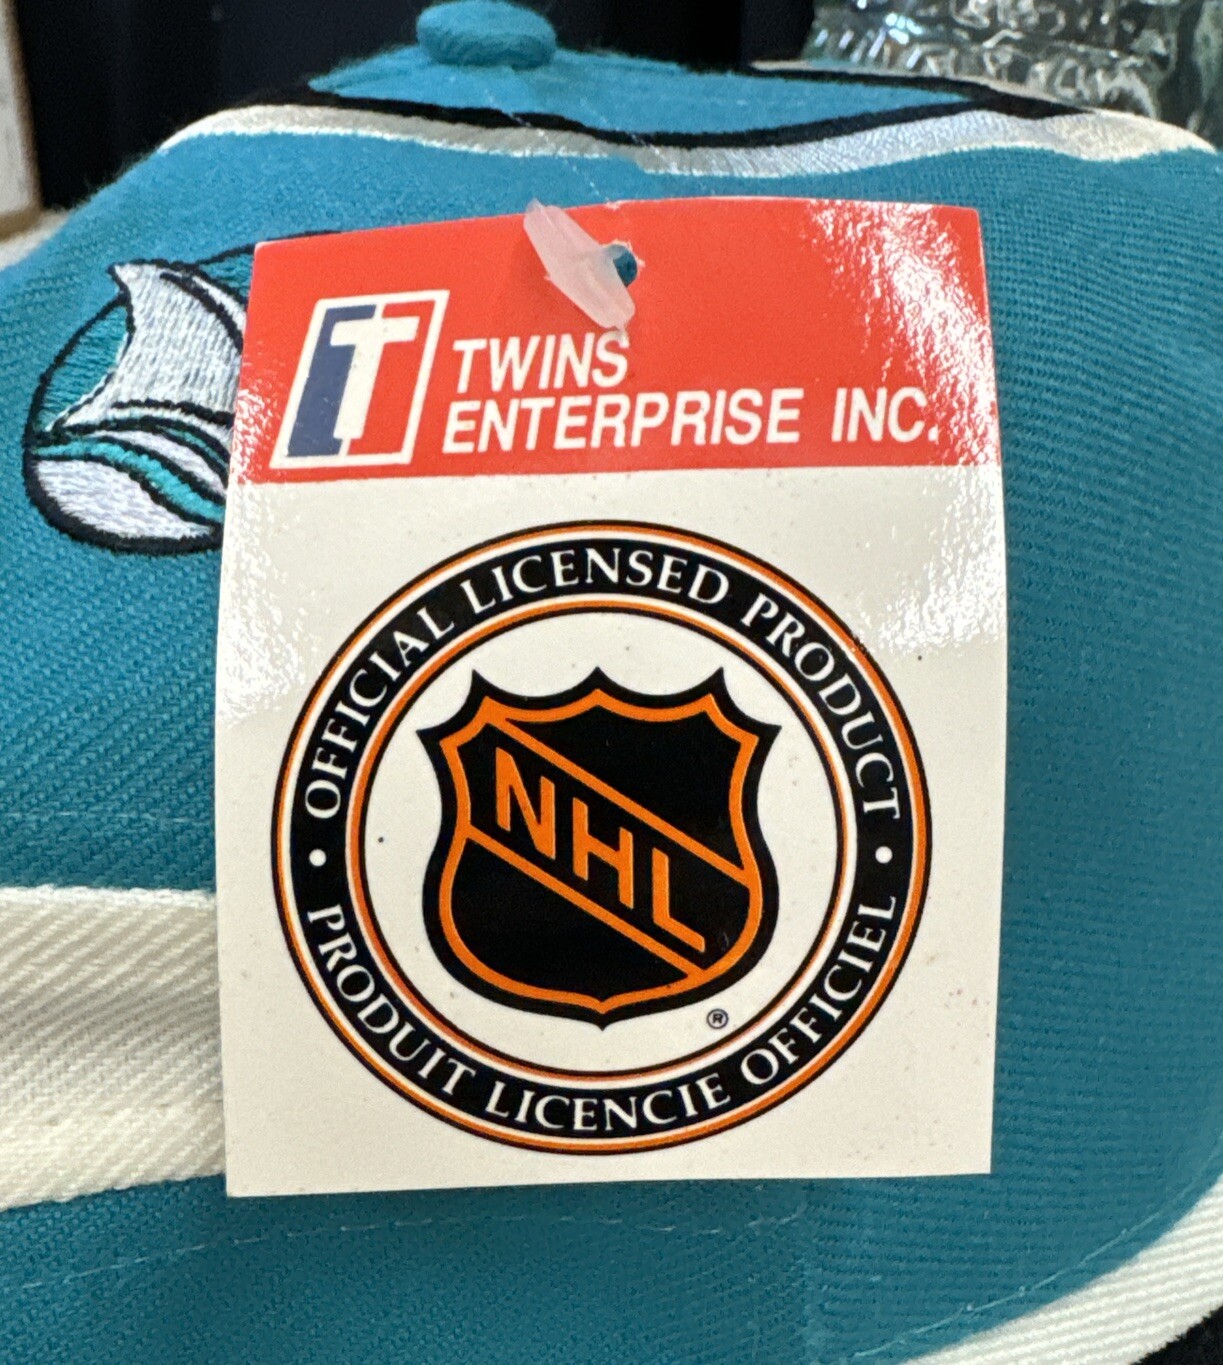 T
TWINS
ENTERPRISE INC.
• OFFICIAL LICENSED PRODUCT •
NHL
®
PRODUIT LICENCIE OFFICIEL